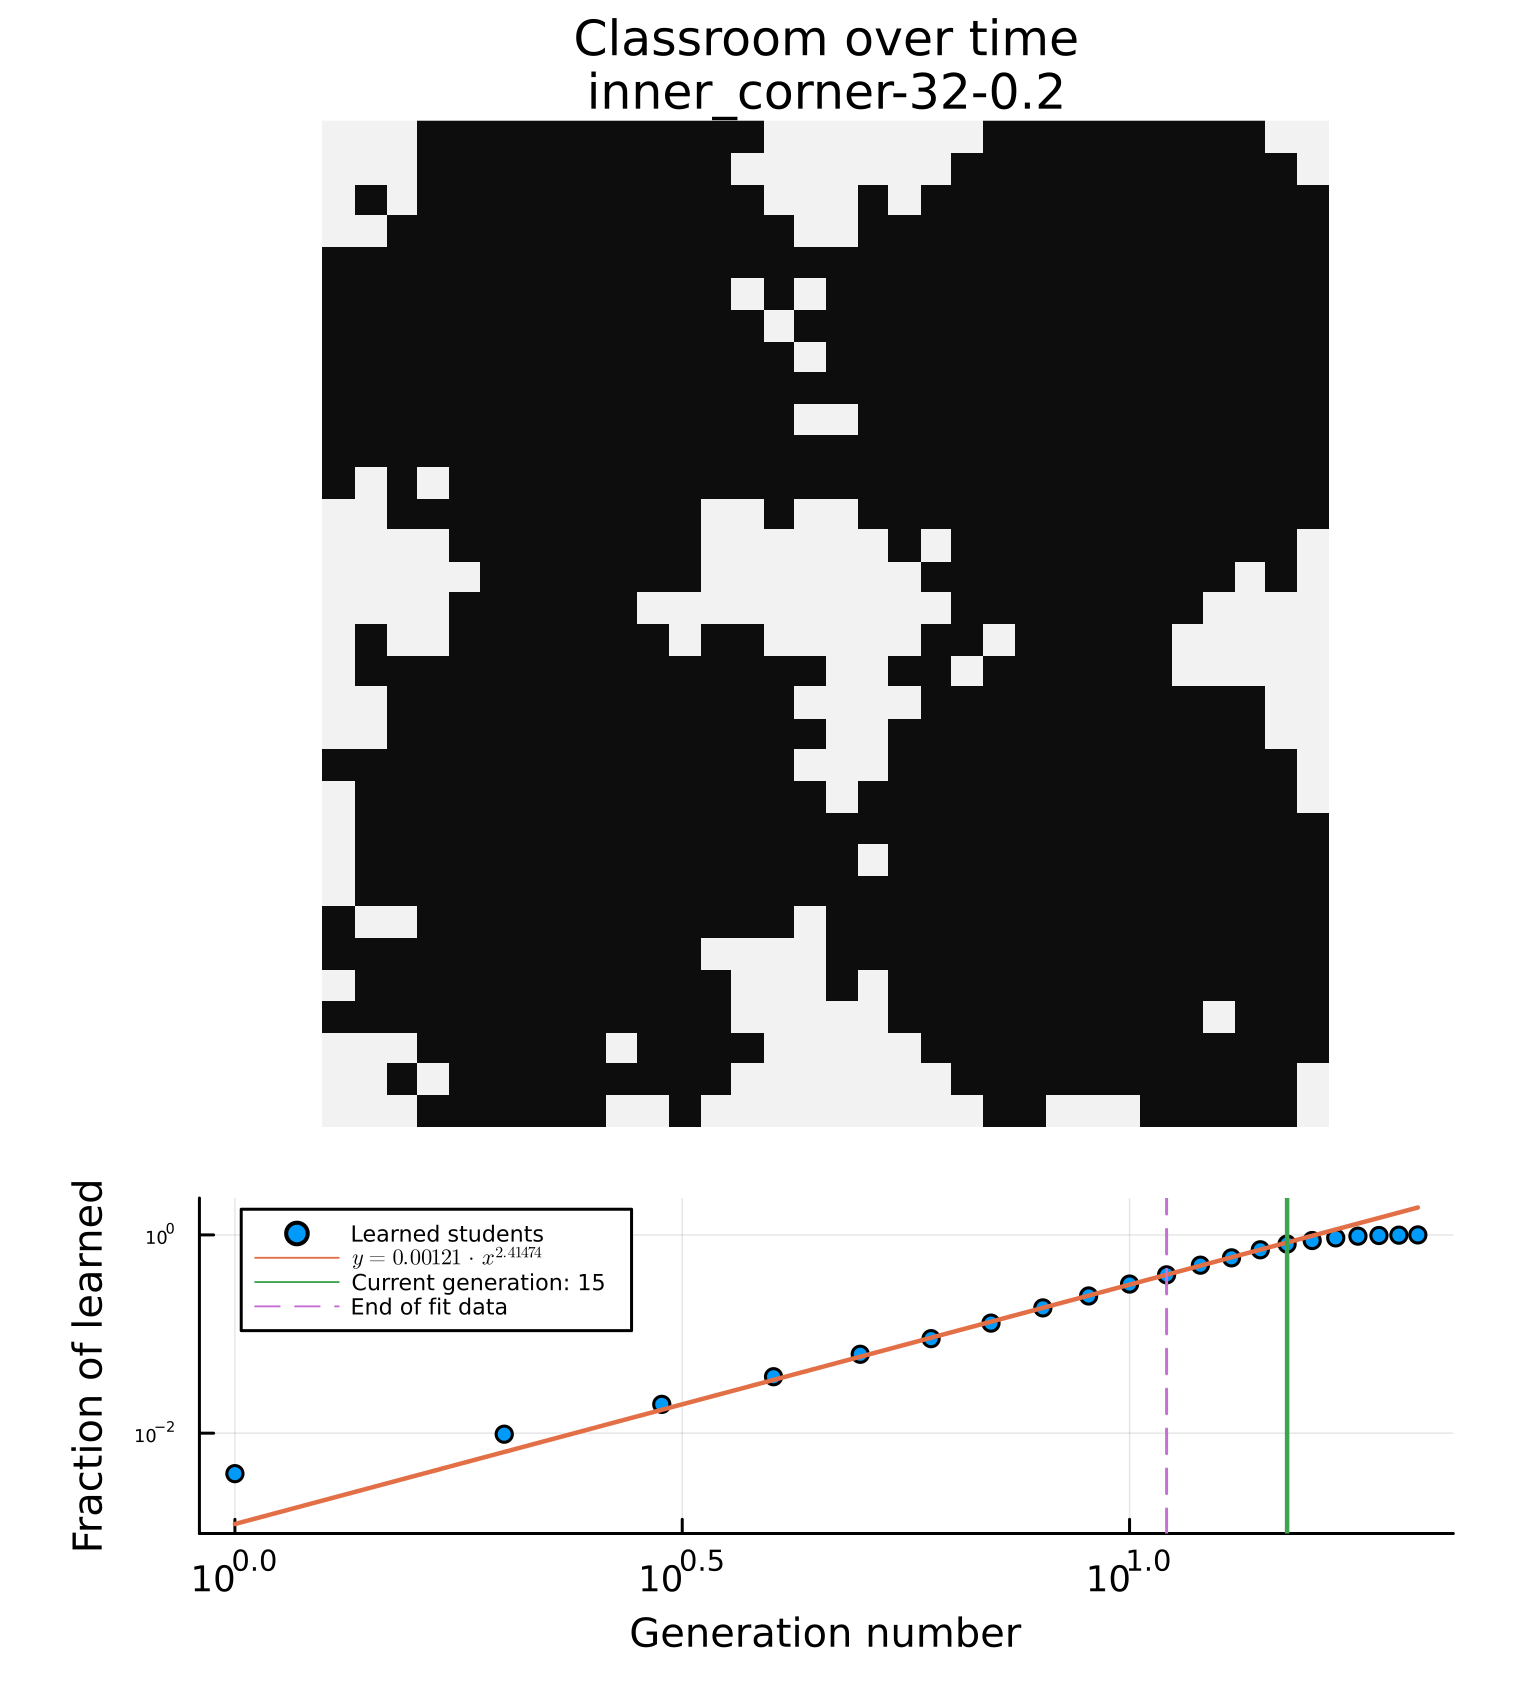 Classroom over time
inner_corner-32-0.2
Fraction of learned
10^0
10^-2
Learned students
y = 0.00121 · x^2.41474
Current generation: 15
End of fit data
10^0.0
10^0.5
10^1.0
Generation number